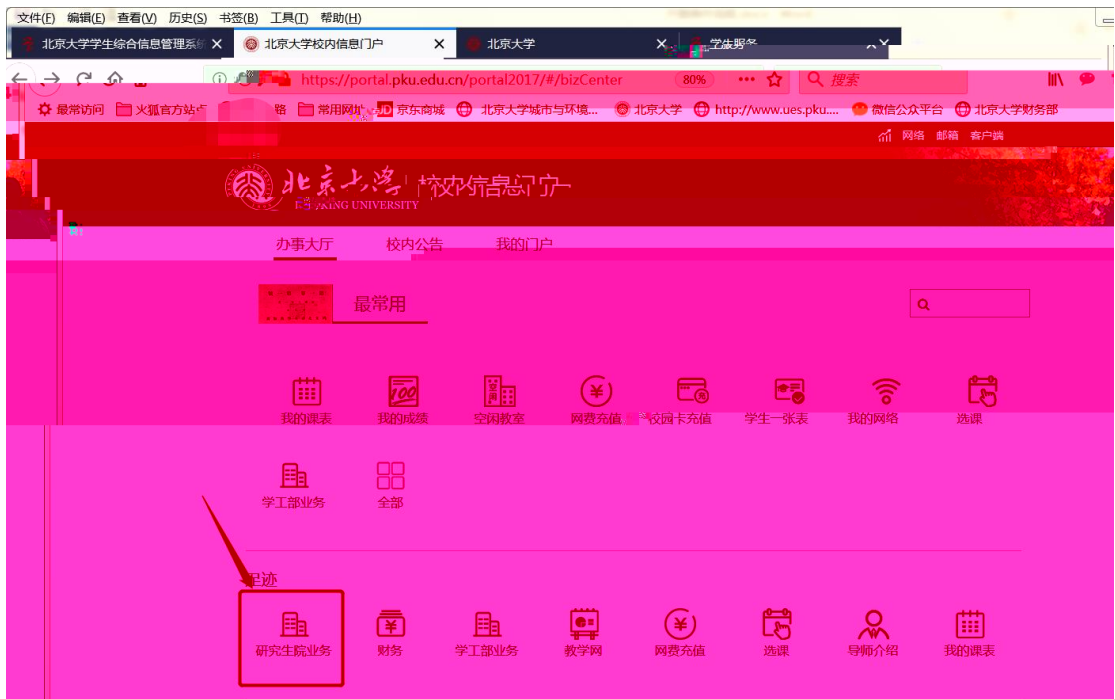 文件(F) 编辑(E) 查看(V) 历史(S) 书签(B) 工具(T) 帮助(H)
北京大学学生综合信息管理系统 × 北京大学校内信息门户 × 北京大学 ×
https://portal.pku.edu.cn/portal2017/#/bizCenter 80% ··· 搜索
最常访问 火狐官方站点 常用网址 JD 京东商城 北京大学城市与环境... 北京大学 http://www.ues.pku.... 微信公众平台 北京大学财务部
网络 邮箱 客户端
北京大学 校内信息门户
PEKING UNIVERSITY
办事大厅 校内公告 我的门户
最常用
我的课表 我的成绩 空闲教室 网费充值 校园卡充值 学生一张表 我的网络 选课
学工部业务 全部
足迹
研究生院业务 财务 学工部业务 教学网 网费充值 选课 导师介绍 我的课表